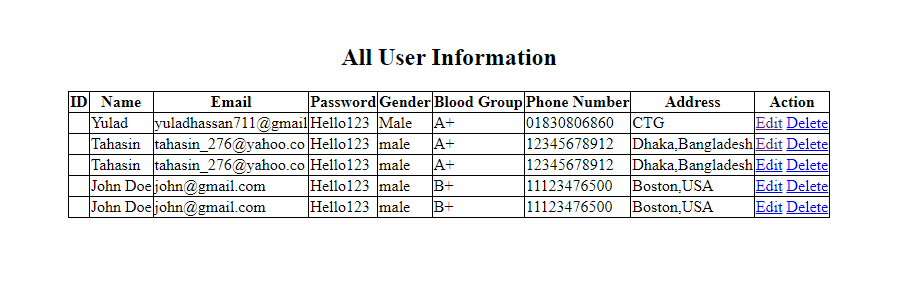 All User Information
ID Name Email Password Gender Blood Group Phone Number Address Action
Yulad yuladhassan711@gmail Hello123 Male A+ 01830806860 CTG Edit Delete
Tahasin tahasin_276@yahoo.co Hello123 male A+ 12345678912 Dhaka,Bangladesh Edit Delete
Tahasin tahasin_276@yahoo.co Hello123 male A+ 12345678912 Dhaka,Bangladesh Edit Delete
John Doe john@gmail.com Hello123 male B+ 11123476500 Boston,USA Edit Delete
John Doe john@gmail.com Hello123 male B+ 11123476500 Boston,USA Edit Delete